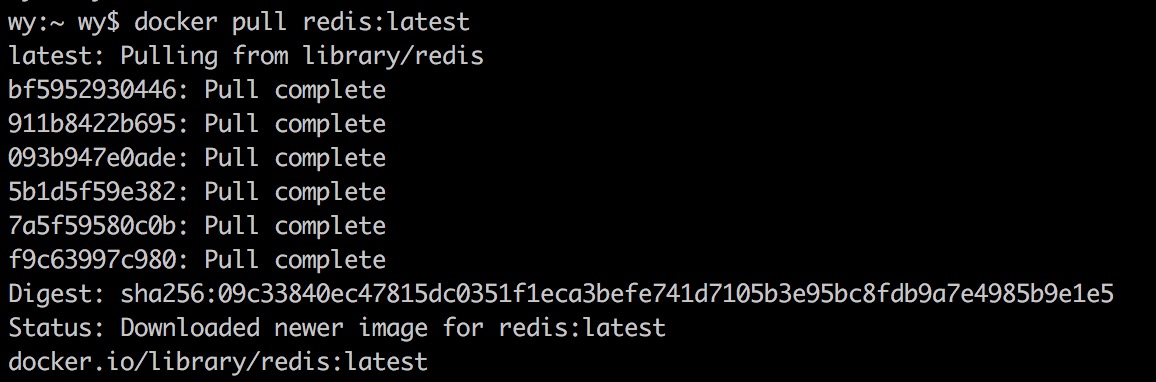 wy:~ wy$ docker pull redis:latest
latest: Pulling from library/redis
bf5952930446: Pull complete
911b8422b695: Pull complete
093b947e0ade: Pull complete
5b1d5f59e382: Pull complete
7a5f59580c0b: Pull complete
f9c63997c980: Pull complete
Digest: sha256:09c33840ec47815dc0351f1eca3befe741d7105b3e95bc8fdb9a7e4985b9e1e5
Status: Downloaded newer image for redis:latest
docker.io/library/redis:latest